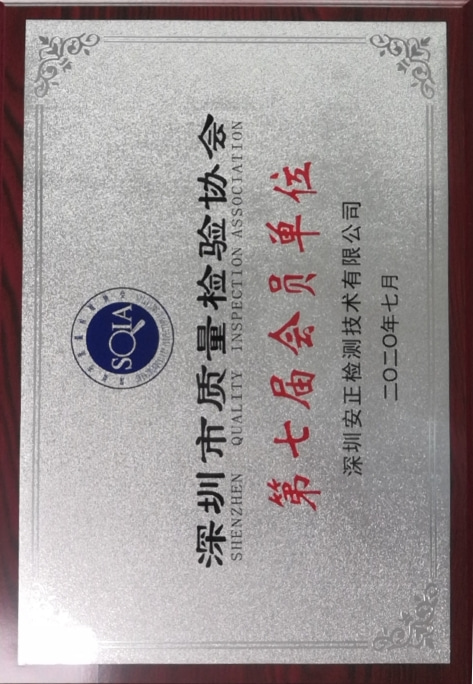 SQIA
深圳市质量检验协会
SHENZHEN QUALITY INSPECTION ASSOCIATION
第七届会员单位
深圳安正检测技术有限公司
二〇二〇年七月